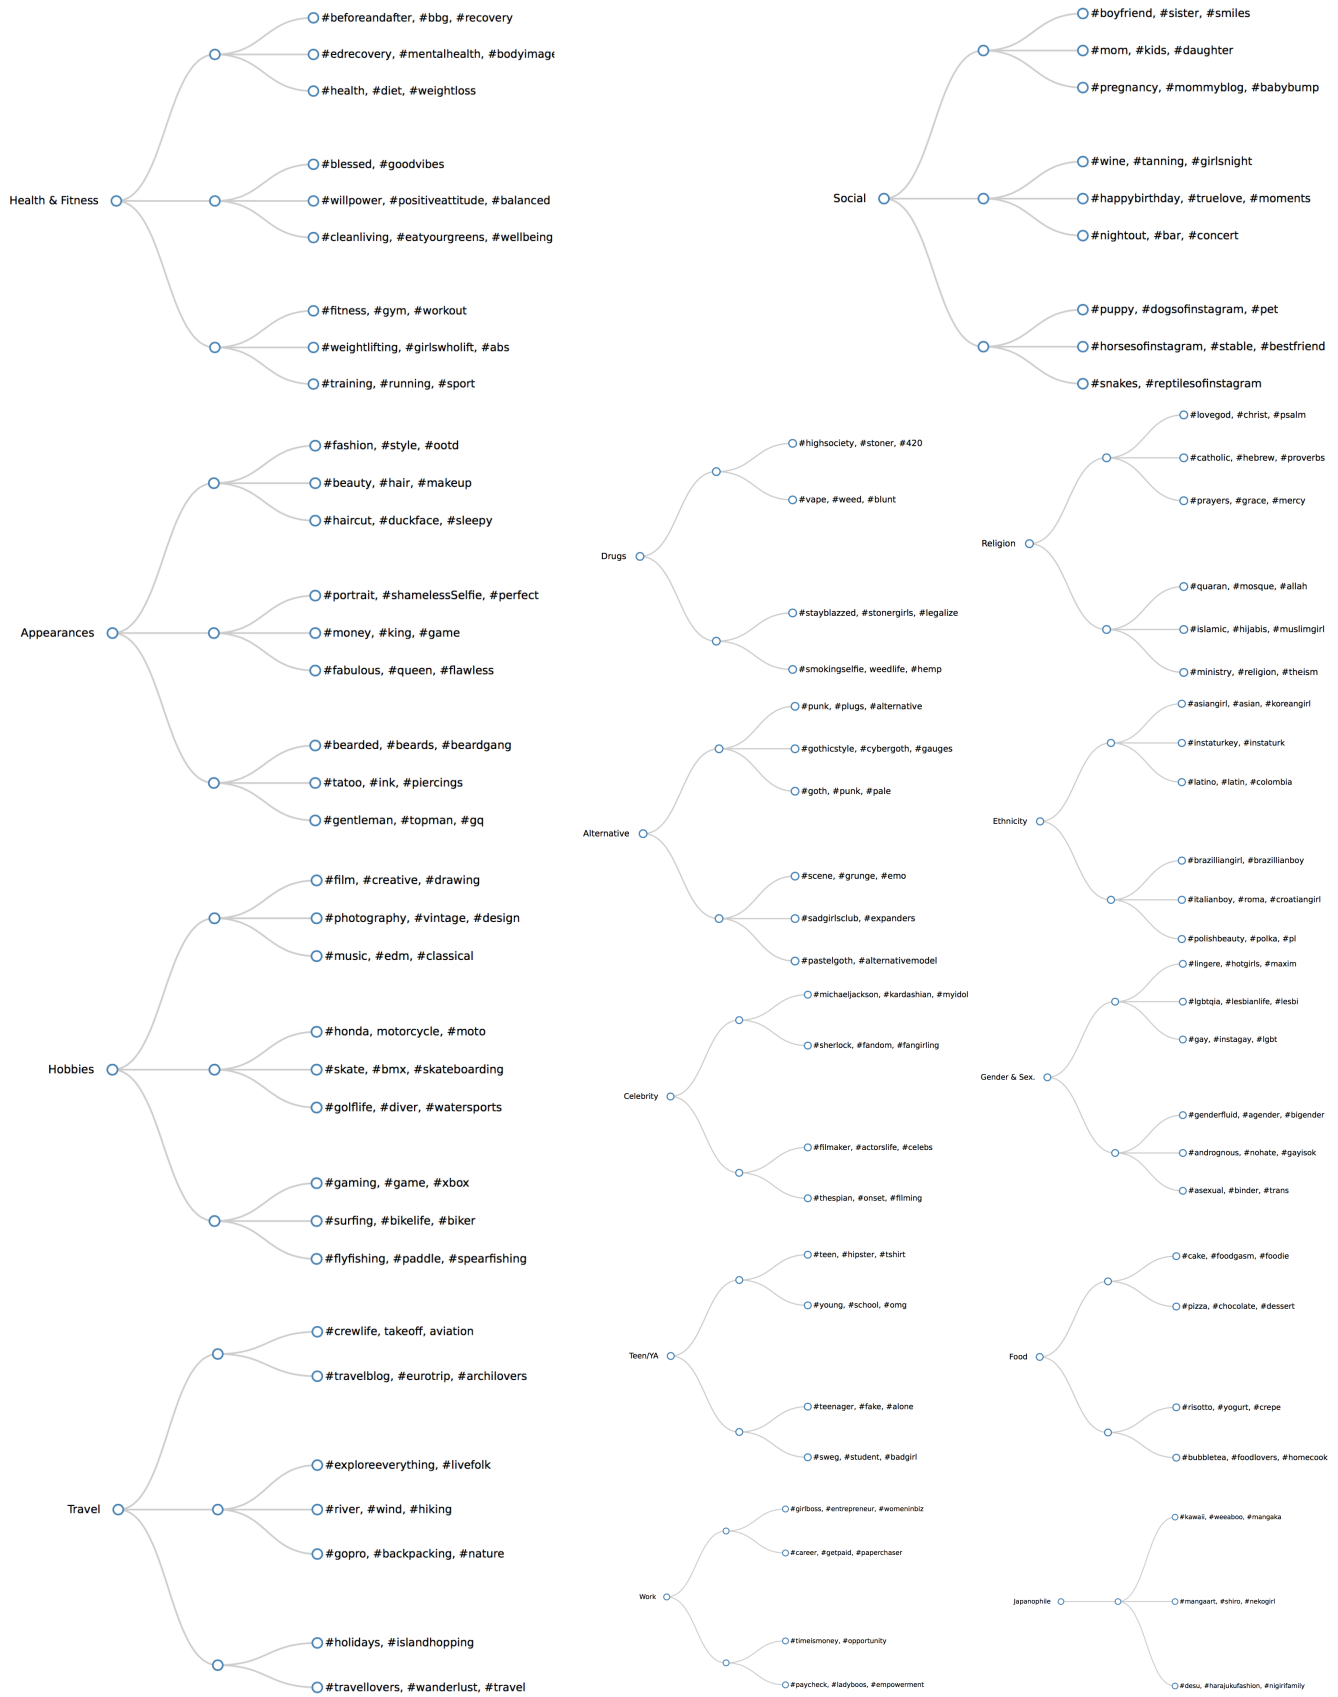 #beforeandafter, #bbg, #recovery
#edrecovery, #mentalhealth, #bodyimage
#health, #diet, #weightloss
#blessed, #goodvibes
Health & Fitness
#willpower, #positiveattitude, #balanced
#cleanliving, #eatyourgreens, #wellbeing
#fitness, #gym, #workout
#weightlifting, #girlswholift, #abs
#training, #running, #sport
#boyfriend, #sister, #smiles
#mom, #kids, #daughter
#pregnancy, #mommyblog, #babybump
#wine, #tanning, #girlsnight
Social
#happybirthday, #truelove, #moments
#nightout, #bar, #concert
#puppy, #dogsofinstagram, #pet
#horsesofinstagram, #stable, #bestfriend
#snakes, #reptilesofinstagram
#fashion, #style, #ootd
#beauty, #hair, #makeup
#haircut, #duckface, #sleepy
#portrait, #shamelessSelfie, #perfect
Appearances
#money, #king, #game
#fabulous, #queen, #flawless
#bearded, #beards, #beardgang
#tatoo, #ink, #piercings
#gentleman, #topman, #gq
#highsociety, #stoner, #420
#vape, #weed, #blunt
Drugs
#stayblazzed, #stonergirls, #legalize
#smokingselfie, weedlife, #hemp
#lovegod, #christ, #psalm
#catholic, #hebrew, #proverbs
#prayers, #grace, #mercy
Religion
#quaran, #mosque, #allah
#islamic, #hijabis, #muslimgirl
#ministry, #religion, #theism
#punk, #plugs, #alternative
#gothicstyle, #cybergoth, #gauges
#goth, #punk, #pale
Alternative
#scene, #grunge, #emo
#sadgirlsclub, #expanders
#pastelgoth, #alternativemodel
#asiangirl, #asian, #koreangirl
#instaturkey, #instaturk
#latino, #latin, #colombia
Ethnicity
#brazilliangirl, #brazillianboy
#italianboy, #roma, #croatiangirl
#polishbeauty, #polka, #pl
#film, #creative, #drawing
#photography, #vintage, #design
#music, #edm, #classical
#honda, motorcycle, #moto
Hobbies
#skate, #bmx, #skateboarding
#golflife, #diver, #watersports
#gaming, #game, #xbox
#surfing, #bikelife, #biker
#flyfishing, #paddle, #spearfishing
#michaeljackson, #kardashian, #myidol
#sherlock, #fandom, #fangirling
Celebrity
#filmaker, #actorslife, #celebs
#thespian, #onset, #filming
#lingere, #hotgirls, #maxim
#lgbtqia, #lesbianlife, #lesbi
#gay, #instagay, #lgbt
Gender & Sex.
#genderfluid, #agender, #bigender
#andrognous, #nohate, #gayisok
#asexual, #binder, #trans
#crewlife, takeoff, aviation
#travelblog, #eurotrip, #archilovers
#exploreeverything, #livefolk
Travel
#river, #wind, #hiking
#gopro, #backpacking, #nature
#holidays, #islandhopping
#travellovers, #wanderlust, #travel
#teen, #hipster, #tshirt
#young, #school, #omg
Teen/YA
#teenager, #fake, #alone
#sweg, #student, #badgirl
#cake, #foodgasm, #foodie
#pizza, #chocolate, #dessert
Food
#risotto, #yogurt, #crepe
#bubbletea, #foodlovers, #homecook
#girlboss, #entrepreneur, #womeninbiz
#career, #getpaid, #paperchaser
Work
#timeismoney, #opportunity
#paycheck, #ladyboos, #empowerment
#kawaii, #weeaboo, #mangaka
Japanophile
#mangaart, #shiro, #nekogirl
#desu, #harajukufashion, #nigirifamily